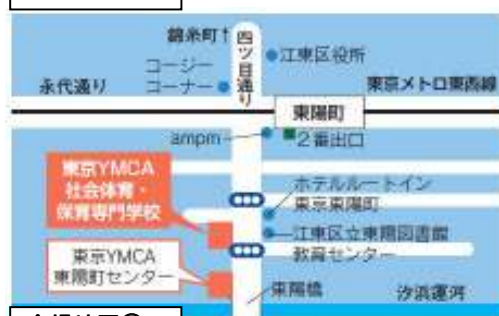 錦糸町↑
四ツ目通り
江東区役所
コージー
コーナー
永代通り
東京メトロ東西線
東陽町
ampm
2番出口
東京YMCA
社会体育・
保育専門学校
ホテルルートイン
東京東陽町
江東区立東陽図書館
教育センター
東京YMCA
東陽町センター
東陽橋
汐浜運河